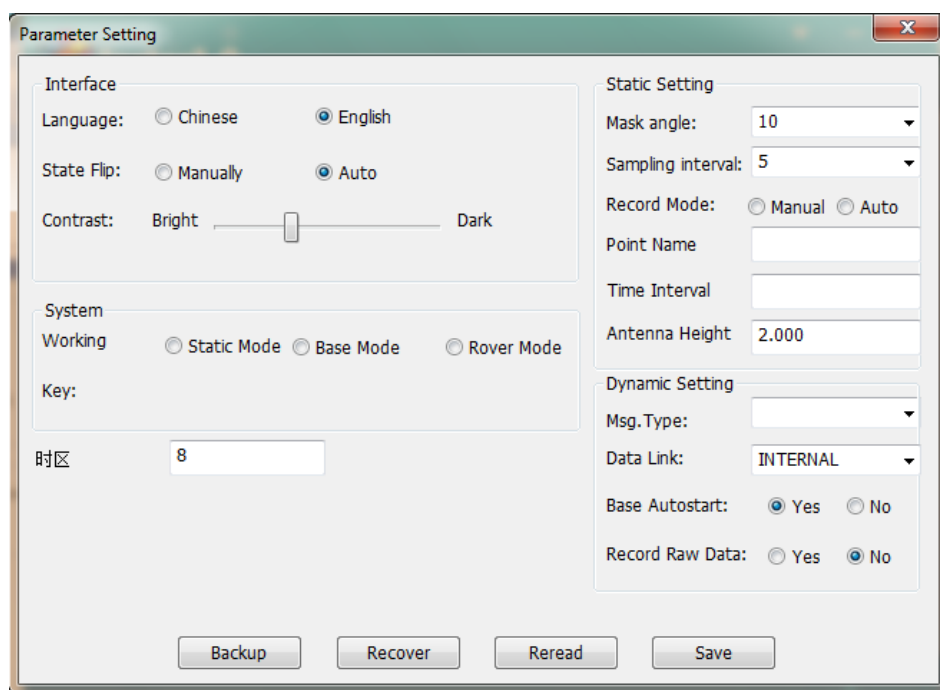 Parameter Setting
Interface
Language: Chinese English
State Flip: Manually Auto
Contrast: Bright Dark
System
Working Static Mode Base Mode Rover Mode
Key:
时区 8
Static Setting
Mask angle: 10
Sampling interval: 5
Record Mode: Manual Auto
Point Name
Time Interval
Antenna Height 2.000
Dynamic Setting
Msg.Type:
Data Link: INTERNAL
Base Autostart: Yes No
Record Raw Data: Yes No
Backup Recover Reread Save